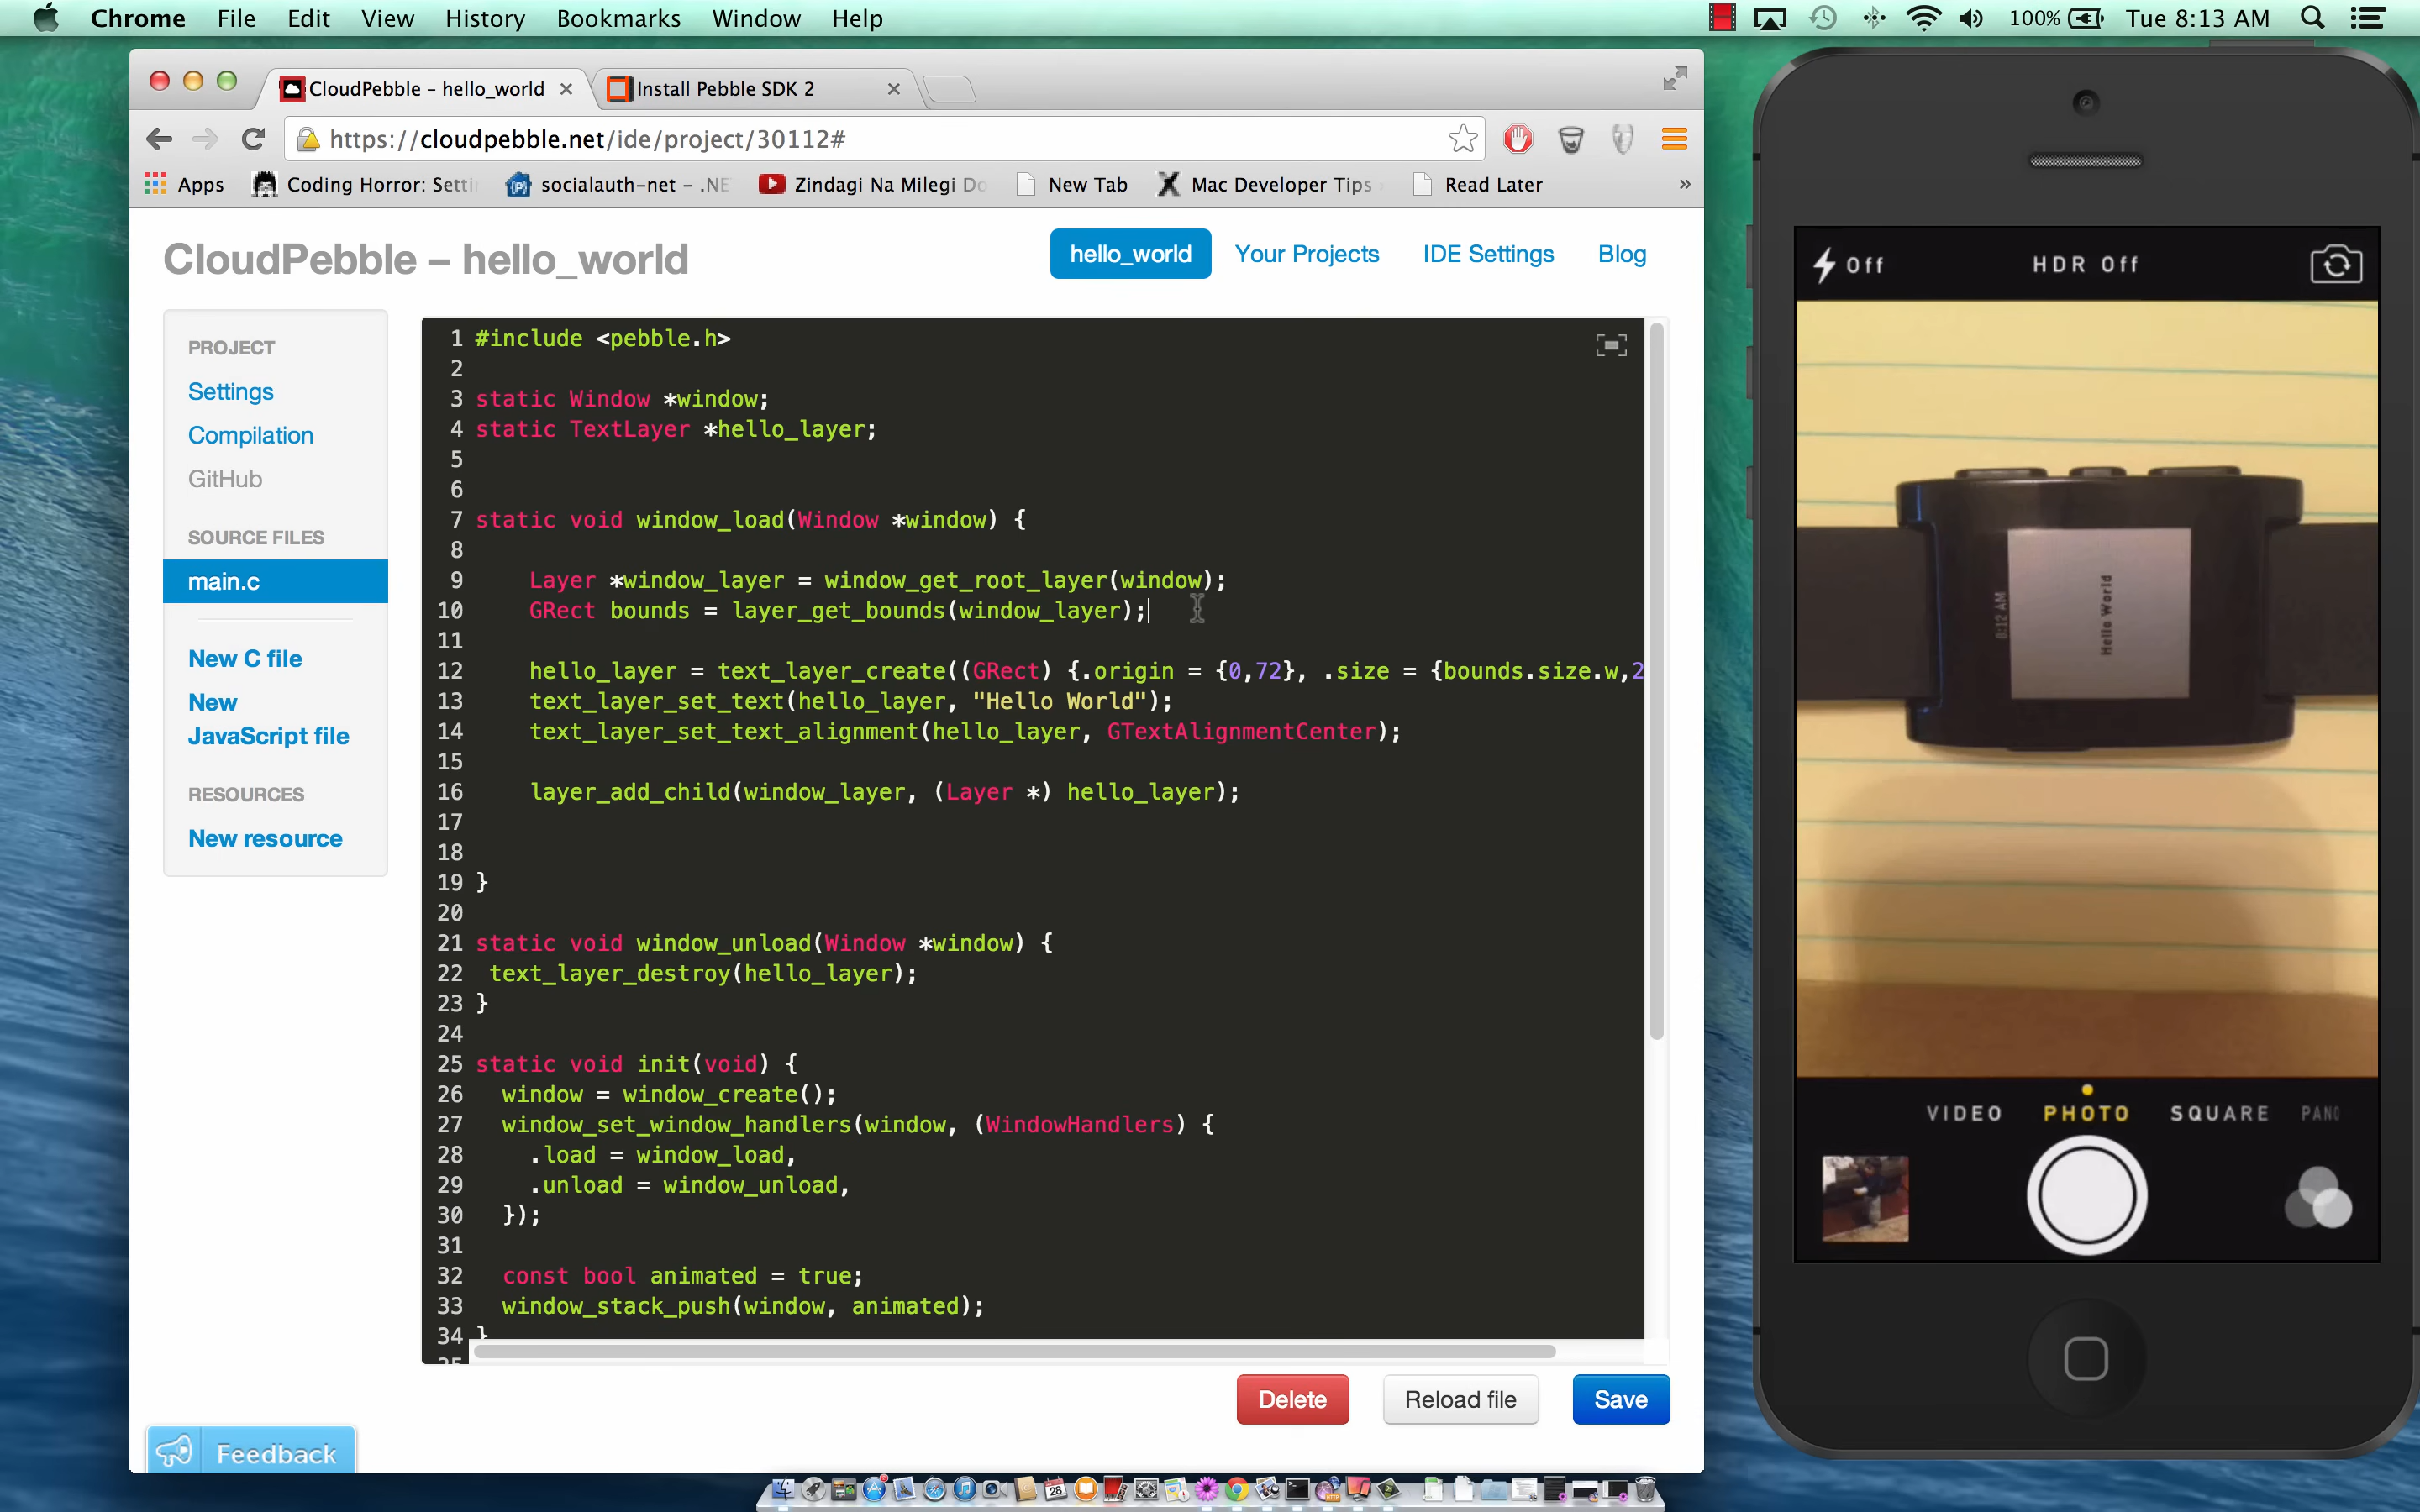 Chrome File Edit View History Bookmarks Window Help 100% Tue 8:13 AM
CloudPebble – hello_world Install Pebble SDK 2
https://cloudpebble.net/ide/project/30112#
Apps Coding Horror: Setti socialauth-net - .NE Zindagi Na Milegi Do New Tab Mac Developer Tips Read Later »
CloudPebble – hello_world
hello_world Your Projects IDE Settings Blog
PROJECT
Settings
Compilation
GitHub
SOURCE FILES
main.c
New C file
New
JavaScript file
RESOURCES
New resource
1 #include <pebble.h>
2
3 static Window *window;
4 static TextLayer *hello_layer;
5
6
7 static void window_load(Window *window) {
8
9 Layer *window_layer = window_get_root_layer(window);
10 GRect bounds = layer_get_bounds(window_layer);
11
12 hello_layer = text_layer_create((GRect) {.origin = {0,72}, .size = {bounds.size.w,2
13 text_layer_set_text(hello_layer, "Hello World");
14 text_layer_set_text_alignment(hello_layer, GTextAlignmentCenter);
15
16 layer_add_child(window_layer, (Layer *) hello_layer);
17
18
19 }
20
21 static void window_unload(Window *window) {
22 text_layer_destroy(hello_layer);
23 }
24
25 static void init(void) {
26 window = window_create();
27 window_set_window_handlers(window, (WindowHandlers) {
28 .load = window_load,
29 .unload = window_unload,
30 });
31
32 const bool animated = true;
33 window_stack_push(window, animated);
34 }
35
Delete Reload file Save
Feedback
Off HDR Off
8:12 AM
Hello World
VIDEO PHOTO SQUARE PANO
28